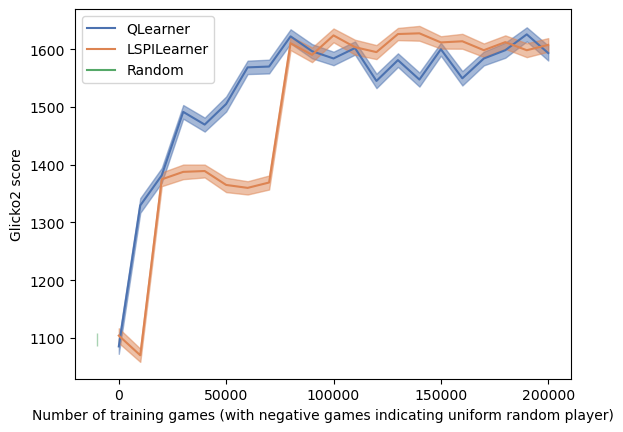 QLearner
LSPILearner
Random
1600
1500
1400
1300
1200
1100
Glicko2 score
0 50000 100000 150000 200000
Number of training games (with negative games indicating uniform random player)